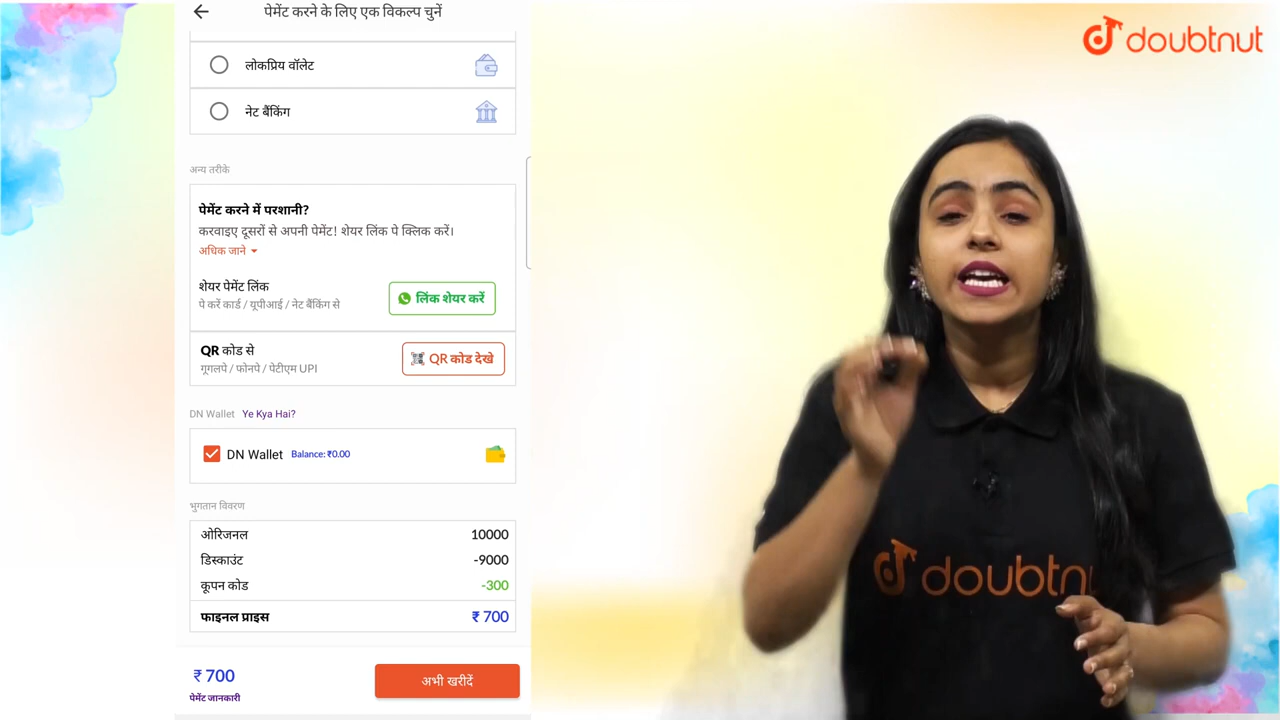 पेमेंट करने के लिए एक विकल्प चुनें
लोकप्रिय वॉलेट
नेट बैंकिंग
अन्य तरीके
पेमेंट करने में परशानी?
करवाइए दूसरों से अपनी पेमेंट! शेयर लिंक पे क्लिक करें।
अधिक जाने
शेयर पेमेंट लिंक
पे करें कार्ड / यूपीआई / नेट बैंकिंग से
लिंक शेयर करें
QR कोड से
गूगलपे / फोनपे / पेटीएम UPI
QR कोड देखे
DN Wallet Ye Kya Hai?
DN Wallet Balance: ₹0.00
भुगतान विवरण
ओरिजनल 10000
डिस्काउंट -9000
कूपन कोड -300
फाइनल प्राइस ₹ 700
₹ 700
पेमेंट जानकारी
अभी खरीदें
doubtnut
doubtnu